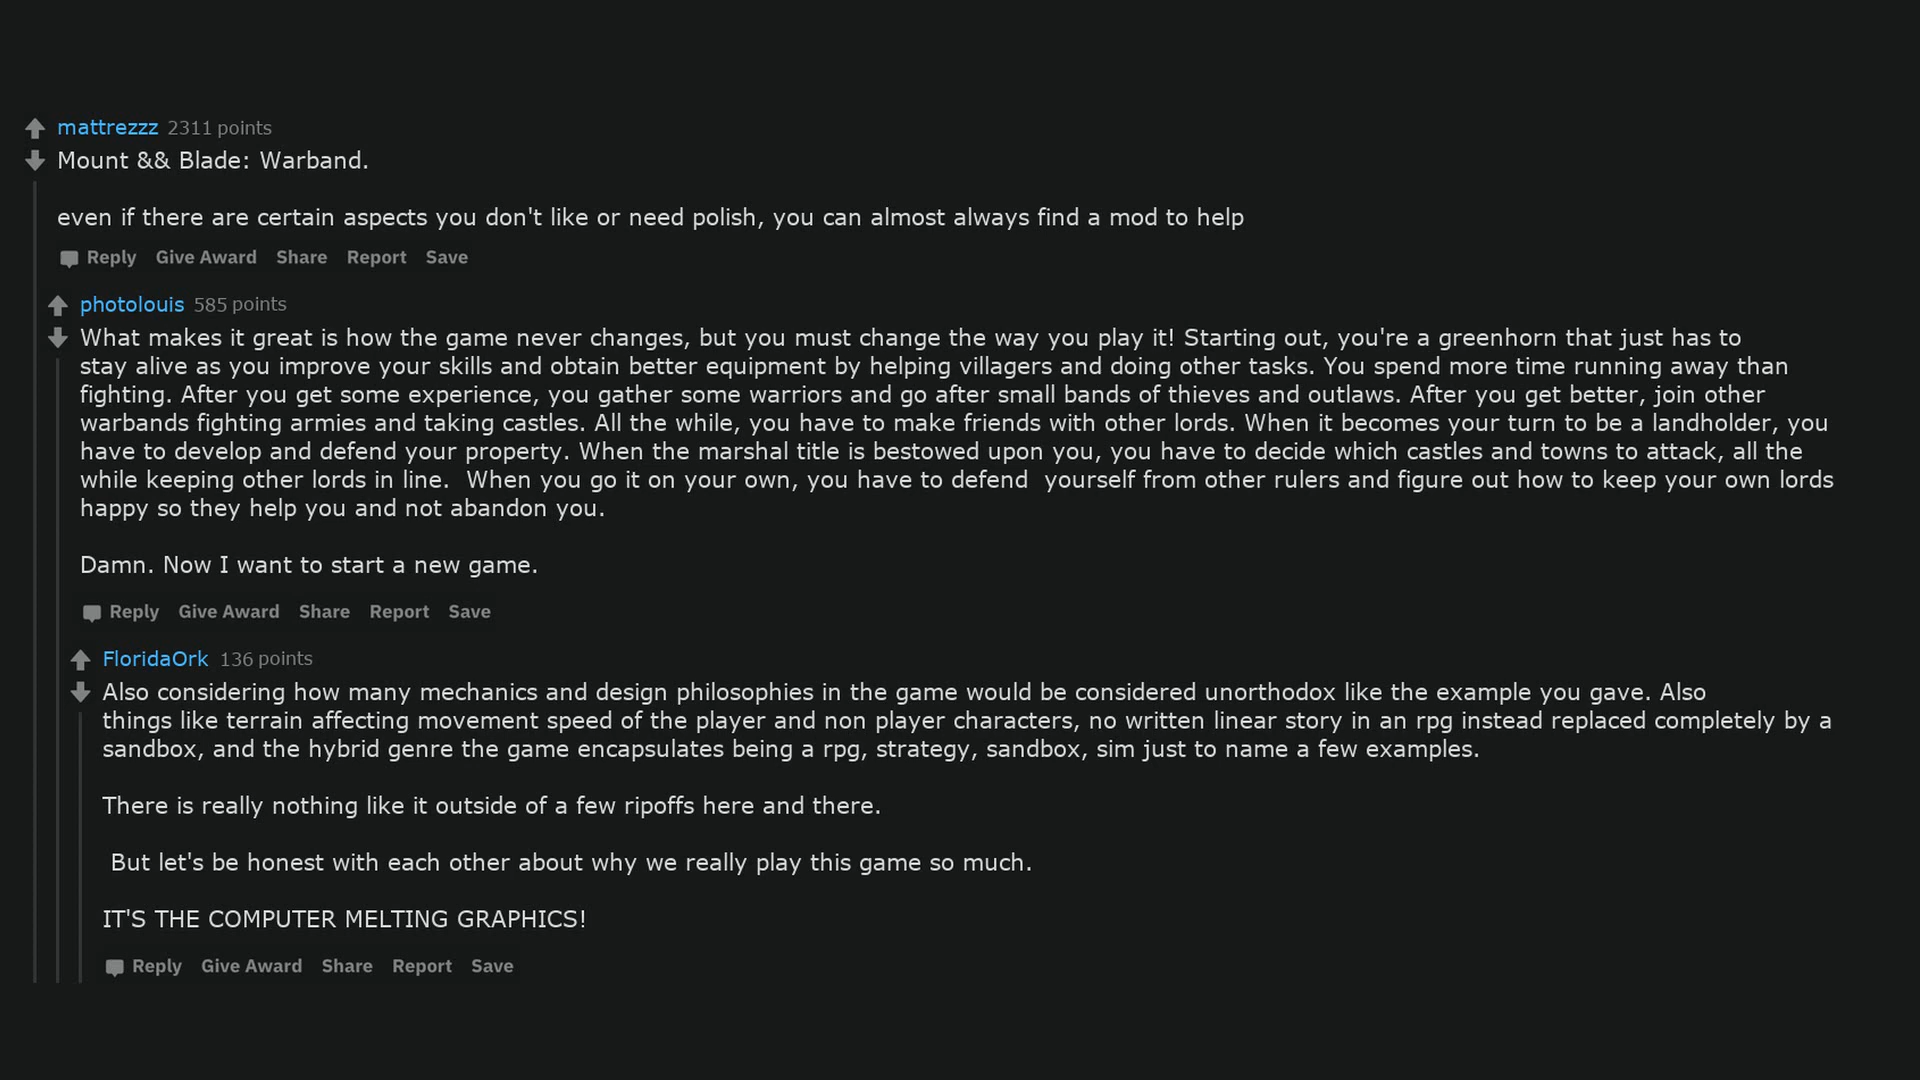 mattrezzz 2311 points
Mount && Blade: Warband.
even if there are certain aspects you don't like or need polish, you can almost always find a mod to help
Reply Give Award Share Report Save
photolouis 585 points
What makes it great is how the game never changes, but you must change the way you play it! Starting out, you're a greenhorn that just has to
stay alive as you improve your skills and obtain better equipment by helping villagers and doing other tasks. You spend more time running away than
fighting. After you get some experience, you gather some warriors and go after small bands of thieves and outlaws. After you get better, join other
warbands fighting armies and taking castles. All the while, you have to make friends with other lords. When it becomes your turn to be a landholder, you
have to develop and defend your property. When the marshal title is bestowed upon you, you have to decide which castles and towns to attack, all the
while keeping other lords in line.  When you go it on your own, you have to defend  yourself from other rulers and figure out how to keep your own lords
happy so they help you and not abandon you.
Damn. Now I want to start a new game.
Reply Give Award Share Report Save
FloridaOrk 136 points
Also considering how many mechanics and design philosophies in the game would be considered unorthodox like the example you gave. Also
things like terrain affecting movement speed of the player and non player characters, no written linear story in an rpg instead replaced completely by a
sandbox, and the hybrid genre the game encapsulates being a rpg, strategy, sandbox, sim just to name a few examples.
There is really nothing like it outside of a few ripoffs here and there.
But let's be honest with each other about why we really play this game so much.
IT'S THE COMPUTER MELTING GRAPHICS!
Reply Give Award Share Report Save